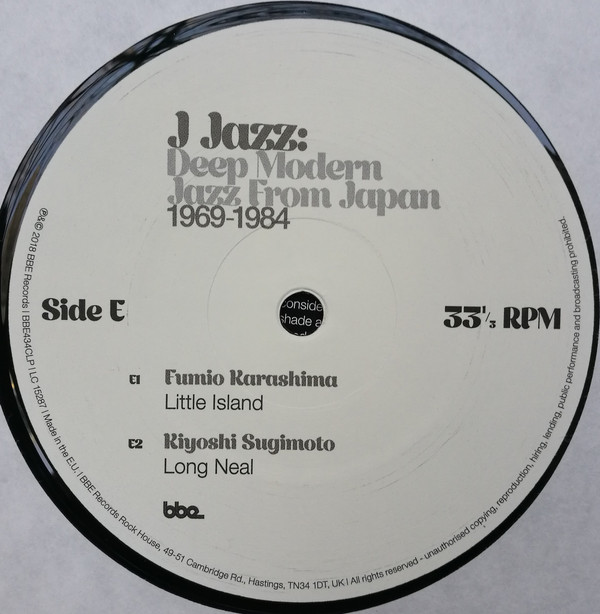 J Jazz:
Deep Modern
Jazz From Japan
1969-1984
Side E
33⅓ RPM
E1 Fumio Karashima
Little Island
E2 Kiyoshi Sugimoto
Long Neal
bbe
℗&© 2018 BBE Records | BBE434CLP | LC 15287 | Made in the E.U. | BBE Records Rock House, 49-51 Cambridge Rd., Hastings, TN34 1DT, UK | All rights reserved - unauthorised copying, reproduction, hiring, lending, public performance and broadcasting prohibited.
shade a